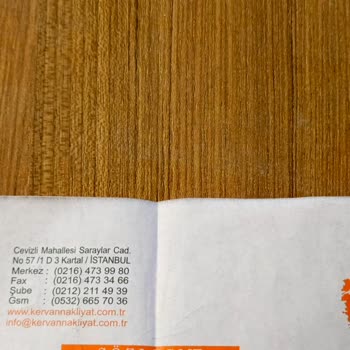 Cevizli Mahallesi Saraylar Cad.
No 57 /1 D 3 Kartal / İSTANBUL
Merkez : (0216) 473 99 80
Fax : (0216) 473 34 66
Şube : (0212) 211 49 39
Gsm : (0532) 665 70 36
www.kervannakliyat.com.tr
info@kervannakliyat.com.tr